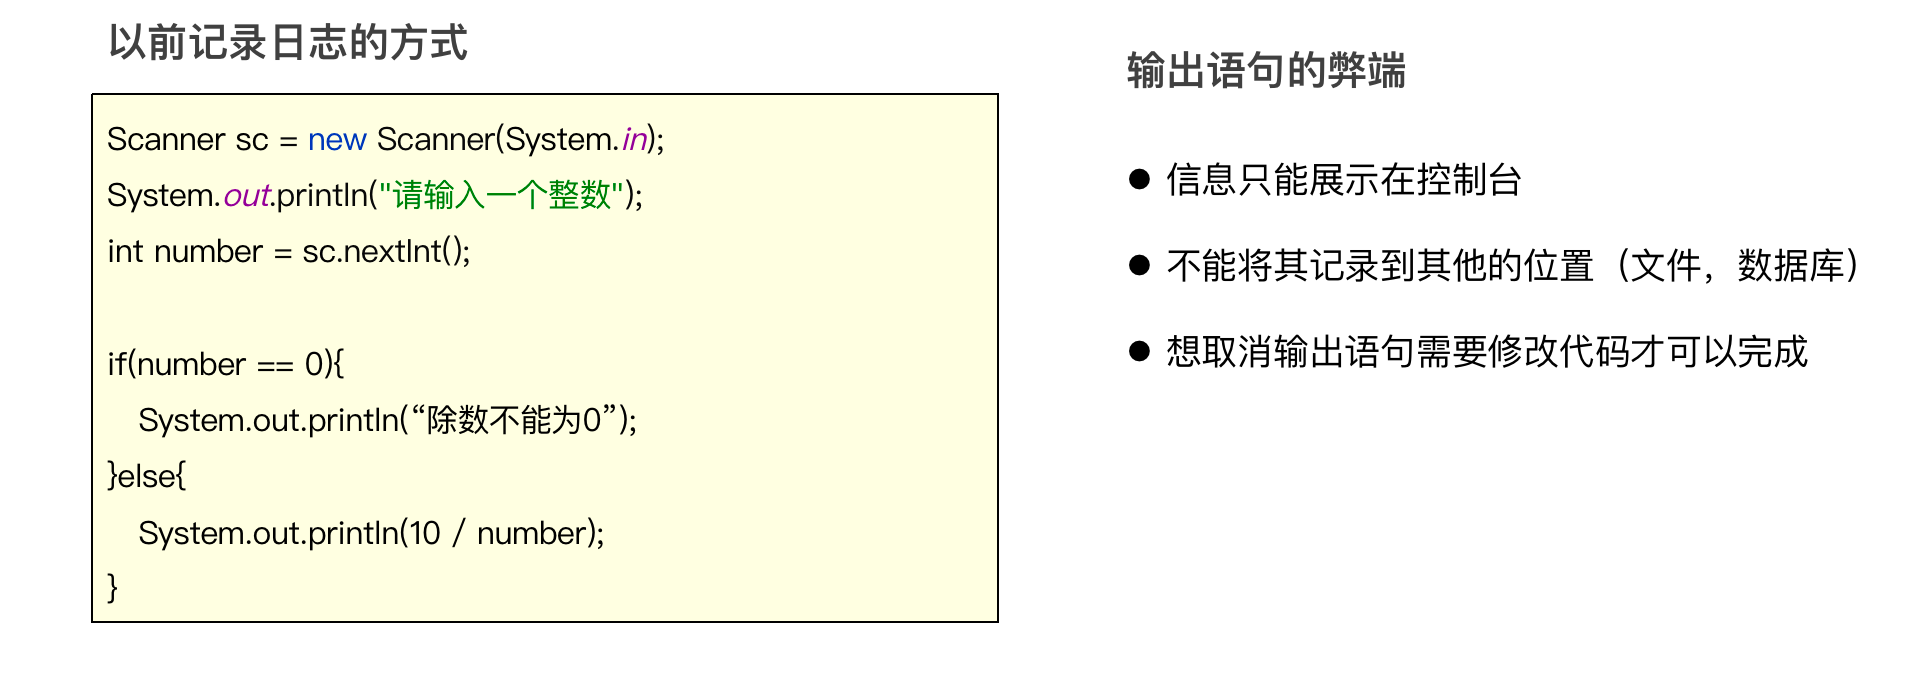 以前记录日志的方式
Scanner sc = new Scanner(System.in);
System.out.println("请输入一个整数");
int number = sc.nextInt();
if(number == 0){
    System.out.println(“除数不能为0”);
}else{
    System.out.println(10 / number);
}
输出语句的弊端
● 信息只能展示在控制台
● 不能将其记录到其他的位置（文件，数据库）
● 想取消输出语句需要修改代码才可以完成